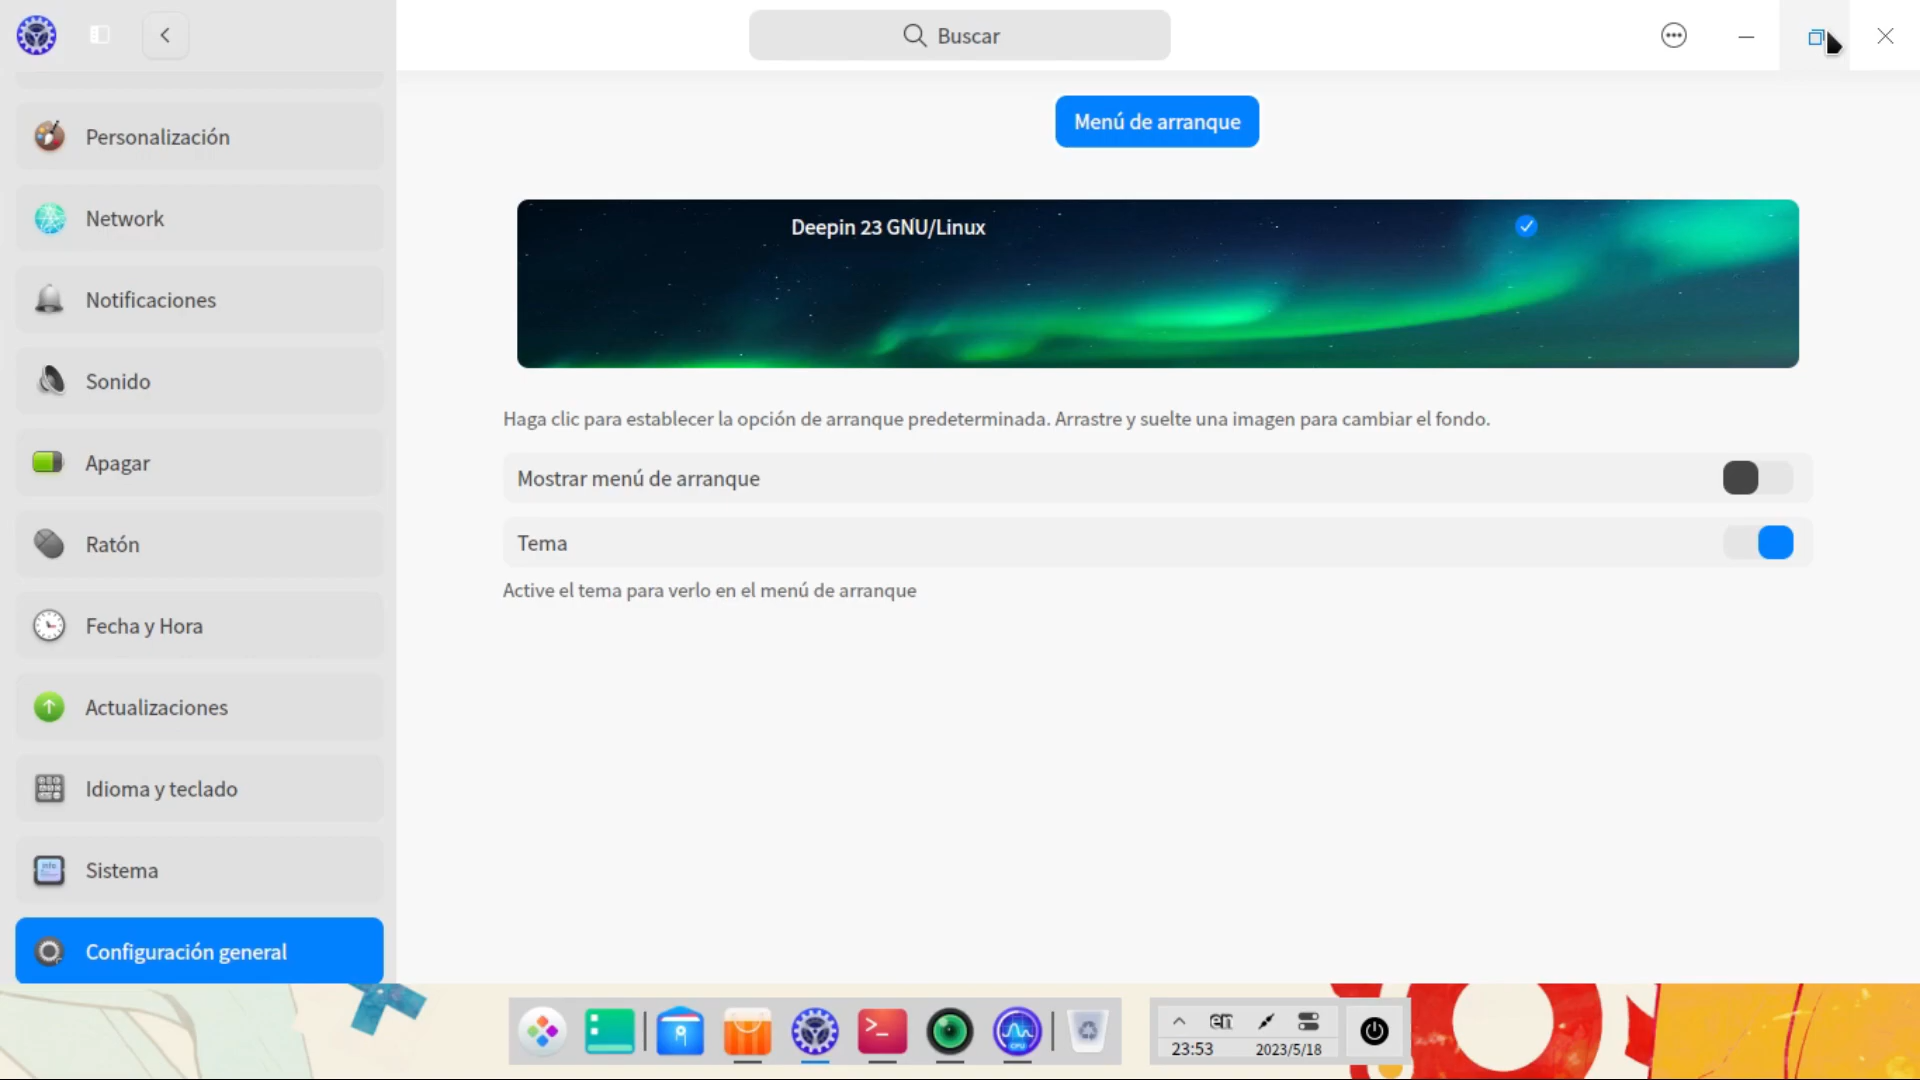 Buscar
Personalización
Network
Notificaciones
Sonido
Apagar
Ratón
Fecha y Hora
Actualizaciones
Idioma y teclado
Sistema
Configuración general
Menú de arranque
Deepin 23 GNU/Linux
Haga clic para establecer la opción de arranque predeterminada. Arrastre y suelte una imagen para cambiar el fondo.
Mostrar menú de arranque
Tema
Active el tema para verlo en el menú de arranque
en
23:53 2023/5/18